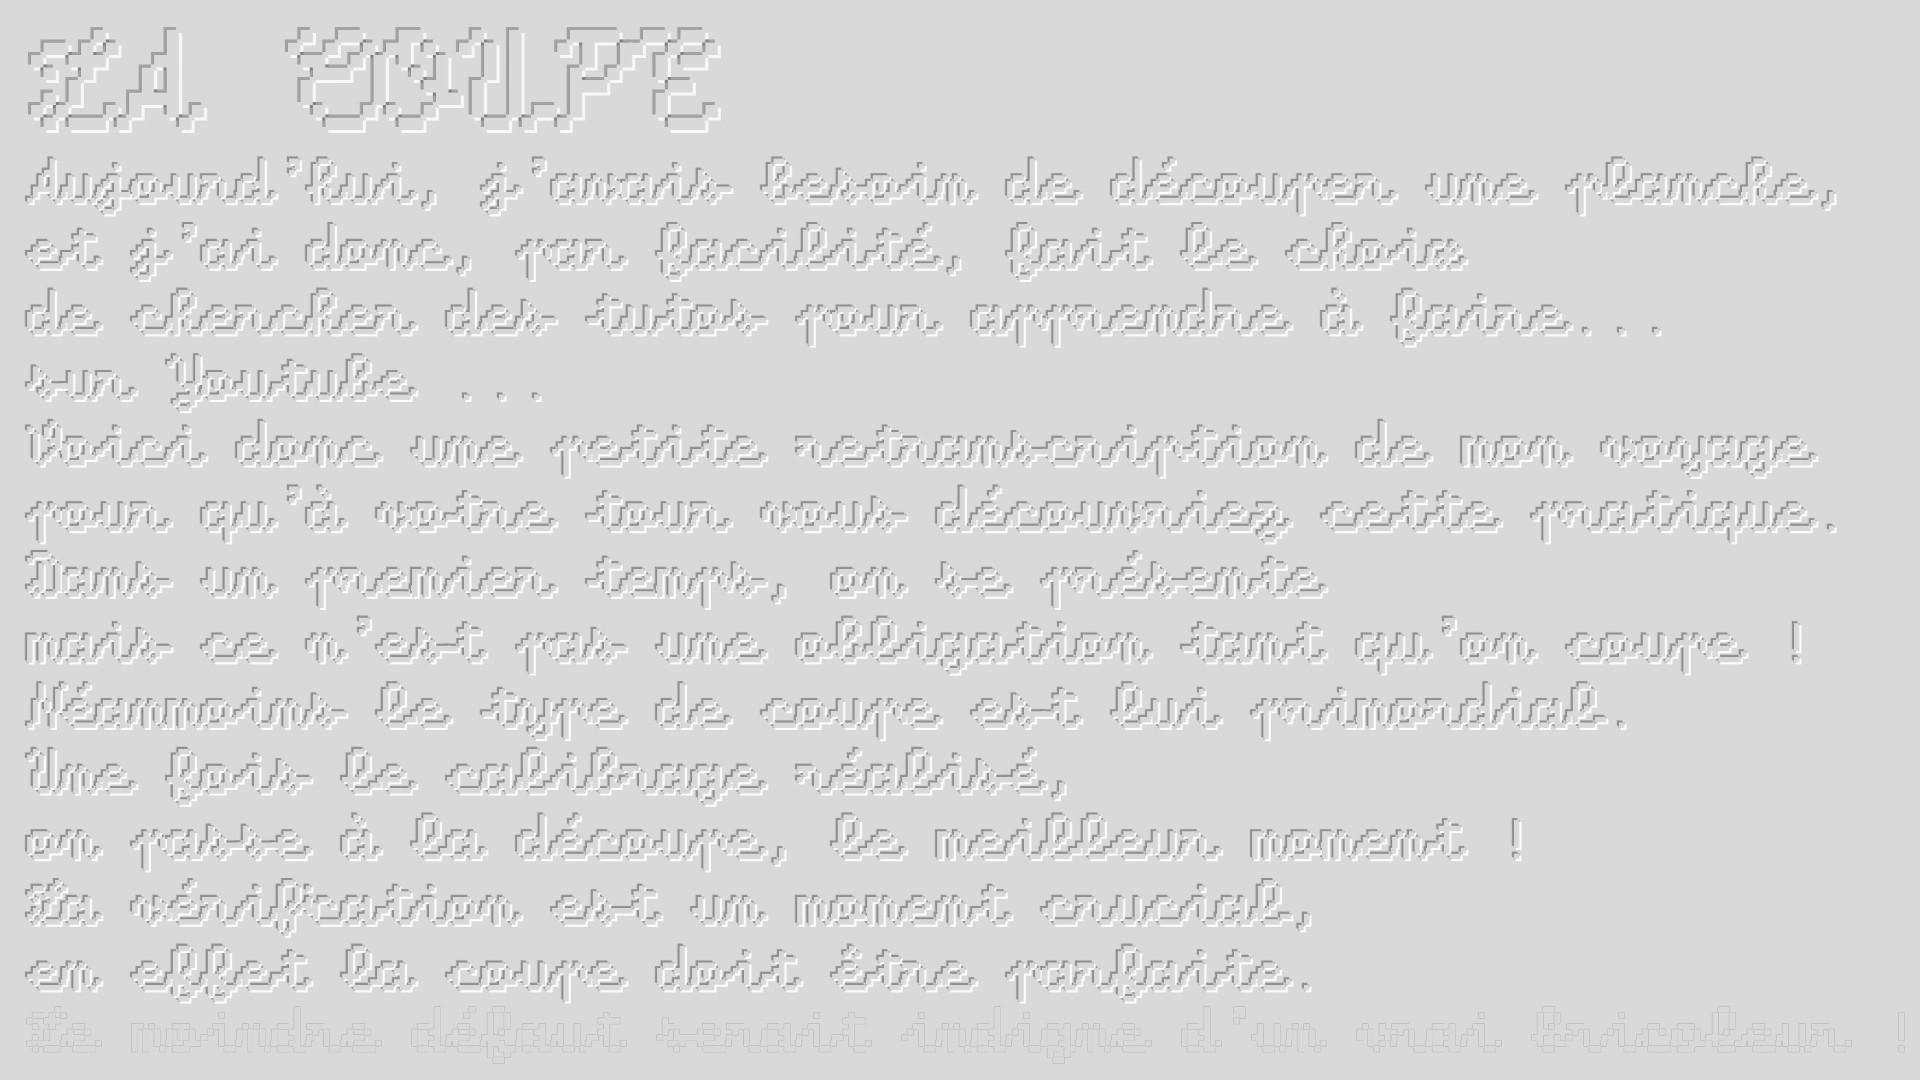 LA COUPE
Aujourd'hui, j'avais besoin de découper une planche,
et j'ai donc, par facilité, fait le choix
de chercher des tutos pour apprendre à faire...
sur Youtube ...
Voici donc une petite retranscription de mon voyage
pour qu'à votre tour vous découvriez cette pratique.
Dans un premier temps, on se présente
mais ce n'est pas une obligation tant qu'on coupe !
Néanmoins le type de coupe est lui primordial.
Une fois le calibrage réalisé,
on passe à la découpe, le meilleur moment !
La vérification est un moment crucial,
en effet la coupe doit être parfaite.
Le moindre défaut serait indigne d'un vrai bricoleur !